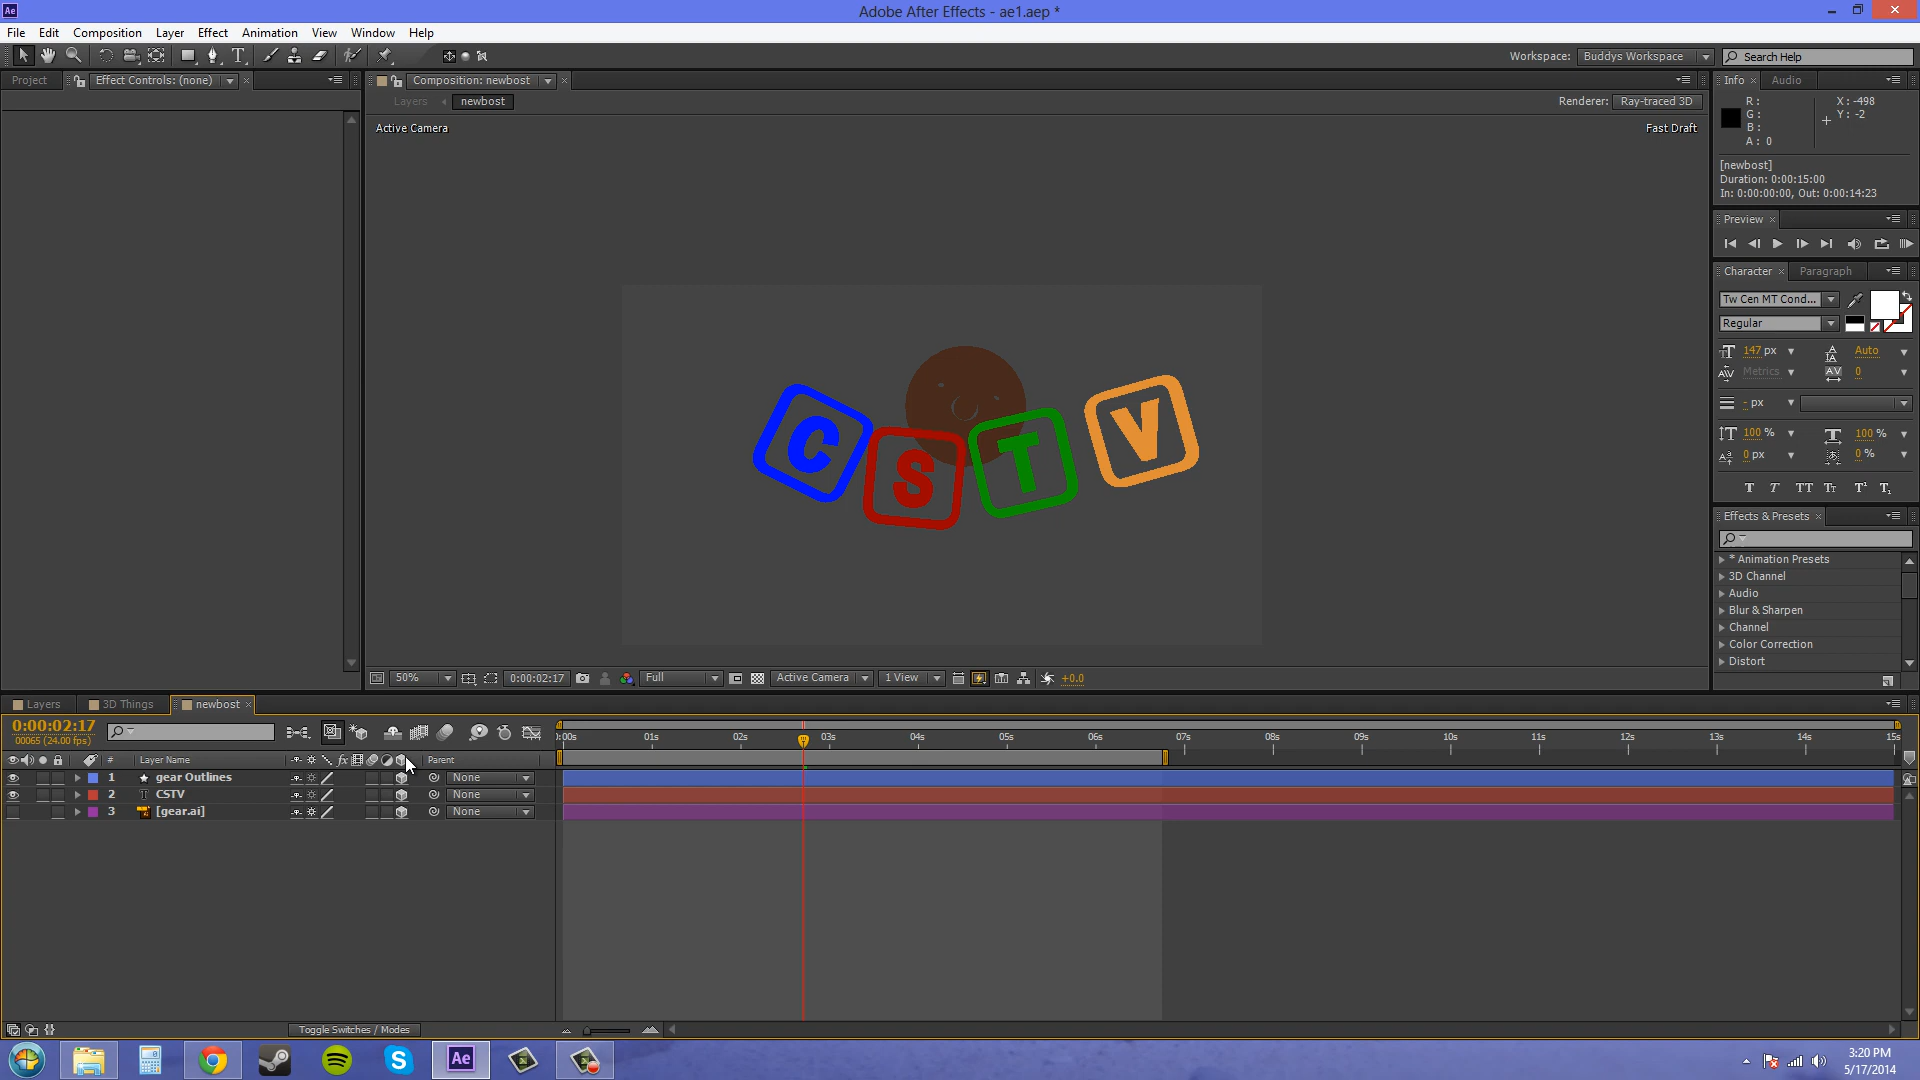 Ae
Adobe After Effects - ae1.aep *
File Edit Composition Layer Effect Animation View Window Help
Workspace: Buddys Workspace Search Help
Project Effect Controls: (none) Composition: newbost
Layers newbost
Renderer: Ray-traced 3D
Active Camera
Fast Draft
Info Audio
R:
G:
B:
A: 0
X: -498
Y: -2
[newbost]
Duration: 0:00:15:00
In: 0:00:00:00, Out: 0:00:14:23
Preview
Character Paragraph
Tw Cen MT Cond...
Regular
147 px Auto
Metrics 0
- px
100 % 100 %
0 px 0 %
T T TT Tt T¹ T₁
Effects & Presets
* Animation Presets
3D Channel
Audio
Blur & Sharpen
Channel
Color Correction
Distort
C S T V
50% 0:00:02:17 Full Active Camera 1 View +0.0
Layers 3D Things newbost
0:00:02:17
00065 (24.00 fps)
):00s 01s 02s 03s 04s 05s 06s 07s 08s 09s 10s 11s 12s 13s 14s 15s
# Layer Name fx Parent
1 gear Outlines None
2 T CSTV None
3 [gear.ai] None
Toggle Switches / Modes
S
Ae
3:20 PM
5/17/2014